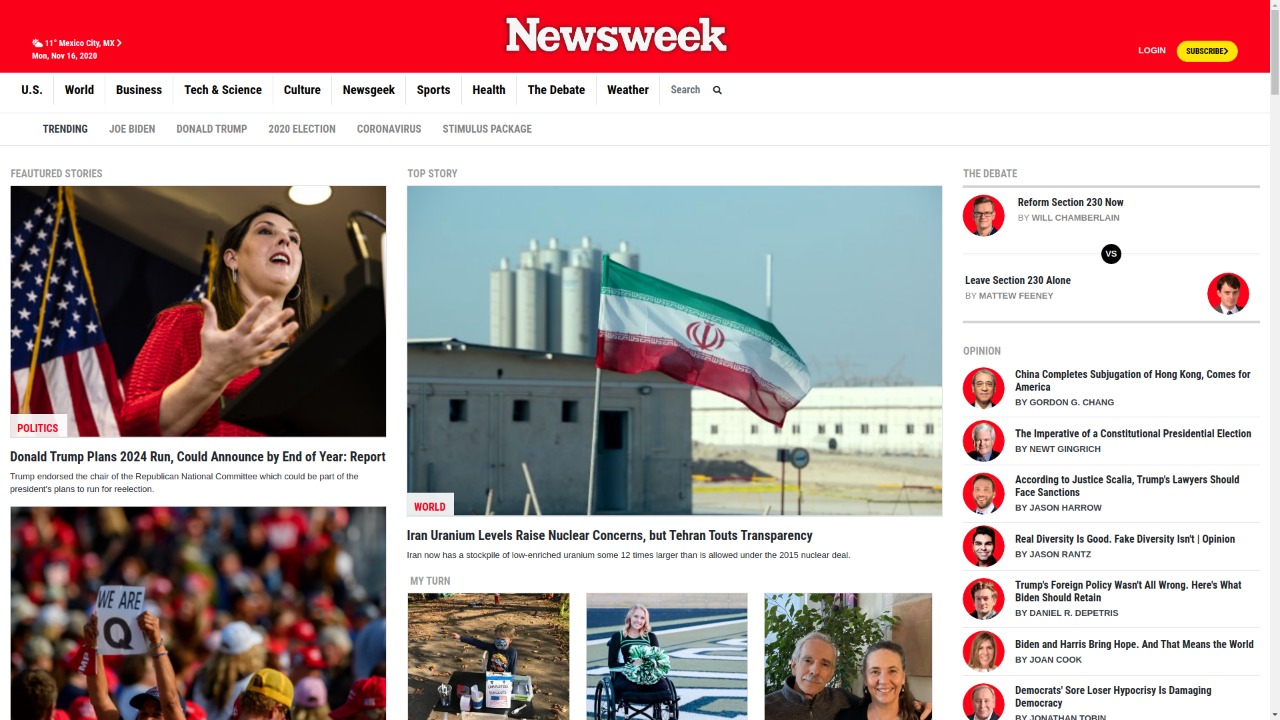 11° Mexico City, MX
Mon, Nov 16, 2020
Newsweek
LOGIN
SUBSCRIBE
U.S.
World
Business
Tech & Science
Culture
Newsgeek
Sports
Health
The Debate
Weather
Search
TRENDING
JOE BIDEN
DONALD TRUMP
2020 ELECTION
CORONAVIRUS
STIMULUS PACKAGE
FEAUTURED STORIES
POLITICS
Donald Trump Plans 2024 Run, Could Announce by End of Year: Report
Trump endorsed the chair of the Republican National Committee which could be part of the
president's plans to run for reelection.
WE ARE
Q
TOP STORY
WORLD
Iran Uranium Levels Raise Nuclear Concerns, but Tehran Touts Transparency
Iran now has a stockpile of low-enriched uranium some 12 times larger than is allowed under the 2015 nuclear deal.
MY TURN
THE DEBATE
Reform Section 230 Now
BY WILL CHAMBERLAIN
VS
Leave Section 230 Alone
BY MATTEW FEENEY
OPINION
China Completes Subjugation of Hong Kong, Comes for
America
BY GORDON G. CHANG
The Imperative of a Constitutional Presidential Election
BY NEWT GINGRICH
According to Justice Scalia, Trump's Lawyers Should
Face Sanctions
BY JASON HARROW
Real Diversity Is Good. Fake Diversity Isn't | Opinion
BY JASON RANTZ
Trump's Foreign Policy Wasn't All Wrong. Here's What
Biden Should Retain
BY DANIEL R. DEPETRIS
Biden and Harris Bring Hope. And That Means the World
BY JOAN COOK
Democrats' Sore Loser Hypocrisy Is Damaging
Democracy
BY JONATHAN TOBIN